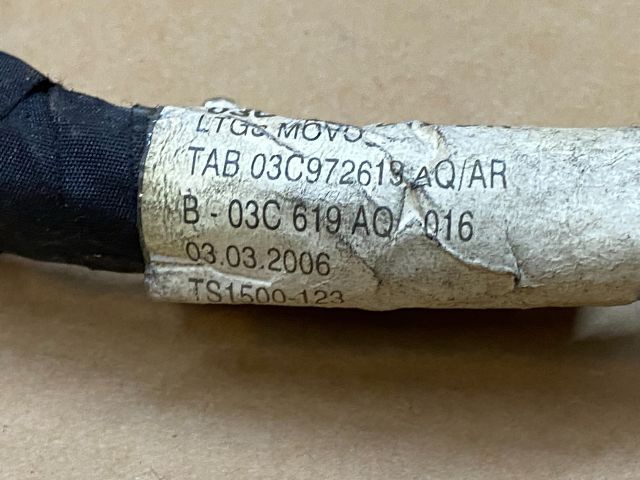 LTGS MOVO
TAB 03C972619 AQ/AR
B - 03C 619 AQ - 016
03.03.2006
TS1500-123